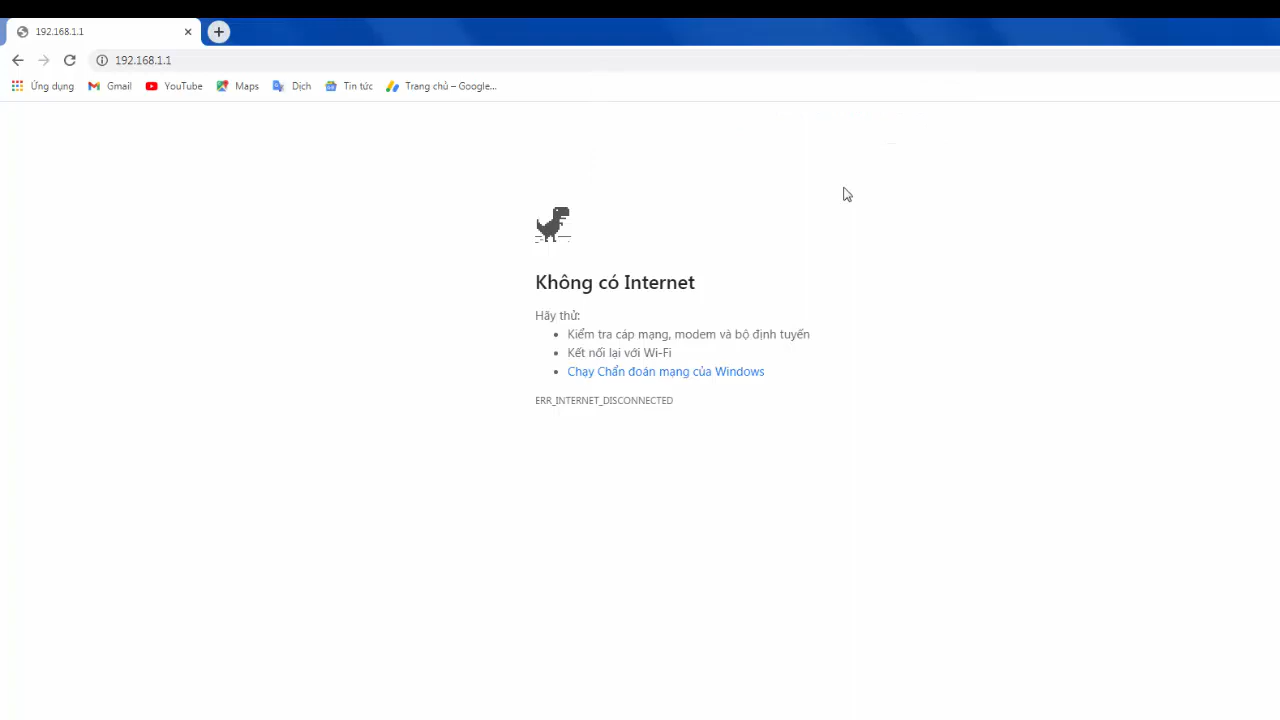 192.168.1.1
192.168.1.1
Ứng dụng Gmail YouTube Maps Dịch Tin tức Trang chủ – Google...
Không có Internet
Hãy thử:
Kiểm tra cáp mạng, modem và bộ định tuyến
Kết nối lại với Wi-Fi
Chạy Chẩn đoán mạng của Windows
ERR_INTERNET_DISCONNECTED